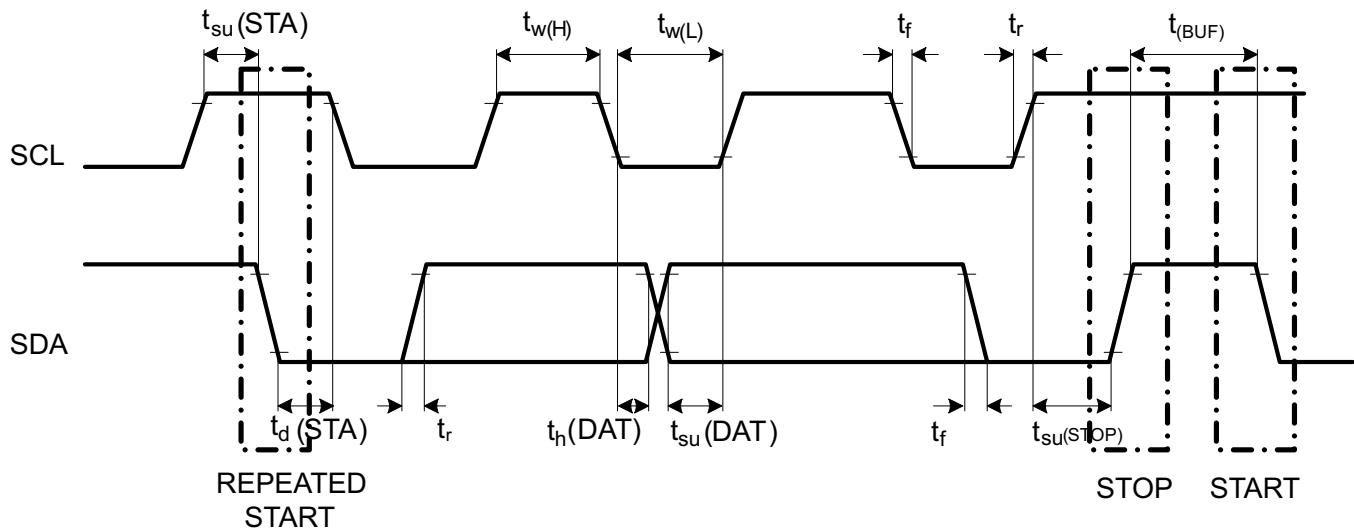 tsu(STA)
tw(H)
tw(L)
tf
tr
t(BUF)
SCL
SDA
td(STA)
tr
th(DAT)
tsu(DAT)
tf
tsu(STOP)
REPEATED
START
STOP
START